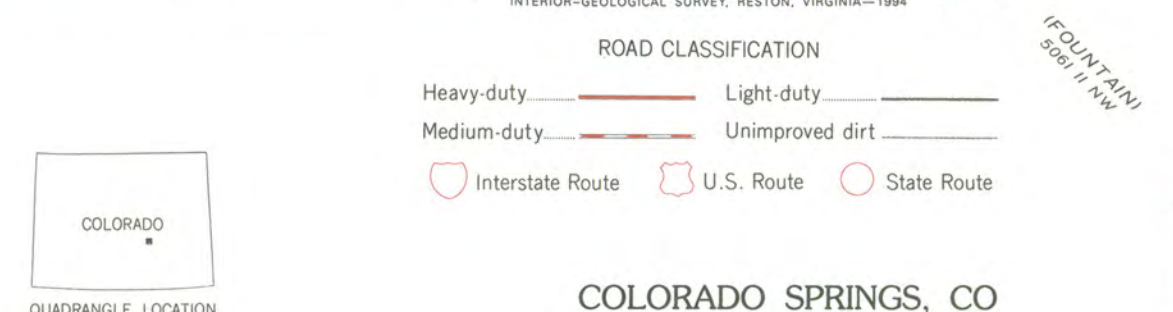 INTERIOR-GEOLOGICAL SURVEY, RESTON, VIRGINIA—1994
(FOUNTAIN)
5061 II NW
ROAD CLASSIFICATION
Heavy-duty Light-duty
Medium-duty Unimproved dirt
Interstate Route U.S. Route State Route
COLORADO
QUADRANGLE LOCATION
COLORADO SPRINGS, CO